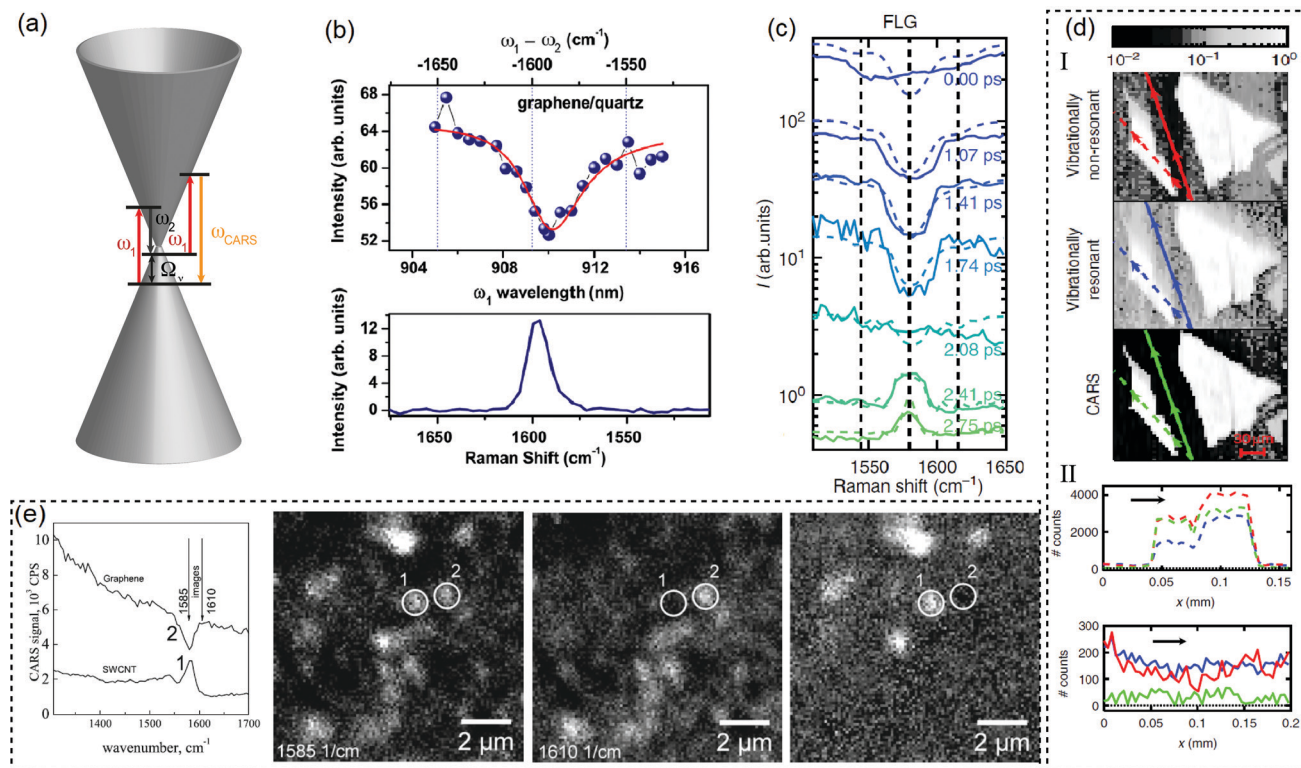 (a)
ω1
ω2
ω1
ωCARS
Ωv
(b)
ω1 − ω2 (cm-1)
-1650 -1600 -1550
graphene/quartz
Intensity (arb. units)
68
64
60
56
52
904 908 912 916
ω1 wavelength (nm)
Intensity (arb. units)
12
8
4
0
1650 1600 1550
Raman Shift (cm-1)
(c)
FLG
I (arb.units)
10²
10¹
10⁰
0.00 ps
1.07 ps
1.41 ps
1.74 ps
2.08 ps
2.41 ps
2.75 ps
1550 1600 1650
Raman shift (cm−1)
(d)
10−2 10−1 10⁰
I
Vibrationally
non-resonant
Vibrationally
resonant
CARS
30 μm
II
# counts
4000
2000
0
0 0.05 0.10 0.15
x (mm)
# counts
300
200
100
0
0 0.05 0.1 0.15 0.2
x (mm)
(e)
CARS signal, 10³ CPS
10
8
6
4
2
0
Graphene
SWCNT
1585
images
1610
2
1
1400 1500 1600 1700
wavenumber, cm-1
1 2
1585 1/cm
2 μm
1 2
1610 1/cm
2 μm
1 2
2 μm